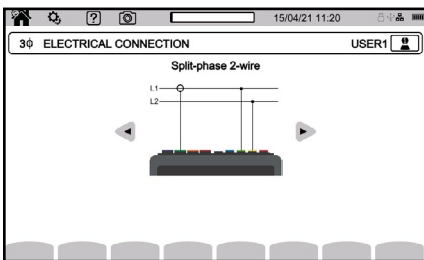 15/04/21 11:20
3ϕ ELECTRICAL CONNECTION USER1
Split-phase 2-wire
L1
L2